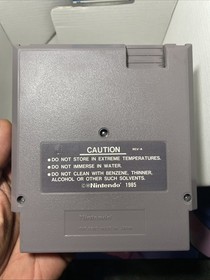 CAUTION
• DO NOT STORE IN EXTREME TEMPERATURES.
• DO NOT IMMERSE IN WATER.
• DO NOT CLEAN WITH BENZENE, THINNER,
ALCOHOL OR OTHER SUCH SOLVENTS.
Nintendo 1985